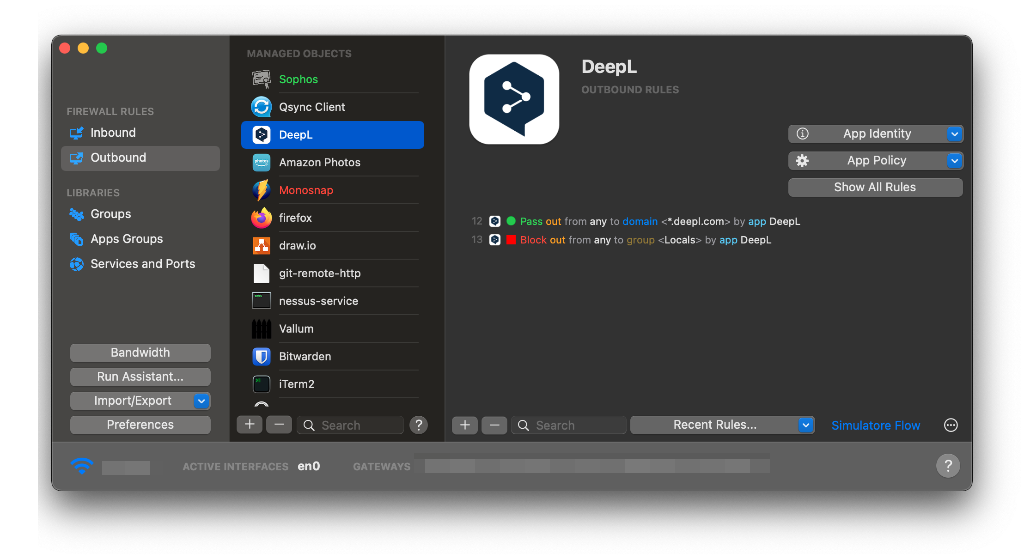 FIREWALL RULES
Inbound
Outbound
LIBRARIES
Groups
Apps Groups
Services and Ports
Bandwidth
Run Assistant...
Import/Export
Preferences
MANAGED OBJECTS
Sophos
Qsync Client
DeepL
Amazon Photos
Monosnap
firefox
draw.io
git-remote-http
nessus-service
Vallum
Bitwarden
iTerm2
Search
?
DeepL
OUTBOUND RULES
App Identity
App Policy
Show All Rules
12 Pass out from any to domain <*.deepl.com> by app DeepL
13 Block out from any to group <Locals> by app DeepL
Search
Recent Rules...
Simulatore Flow
ACTIVE INTERFACES en0 GATEWAYS
?